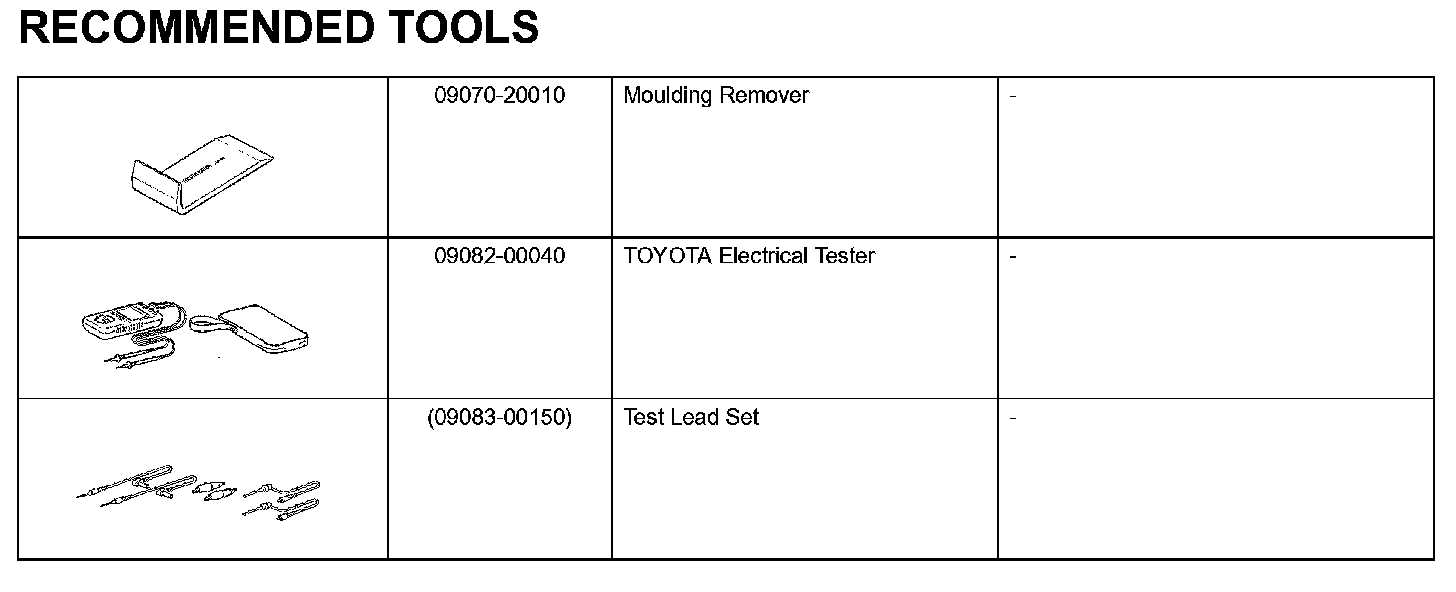 RECOMMENDED TOOLS
09070-20010 Moulding Remover -
09082-00040 TOYOTA Electrical Tester -
(09083-00150) Test Lead Set -